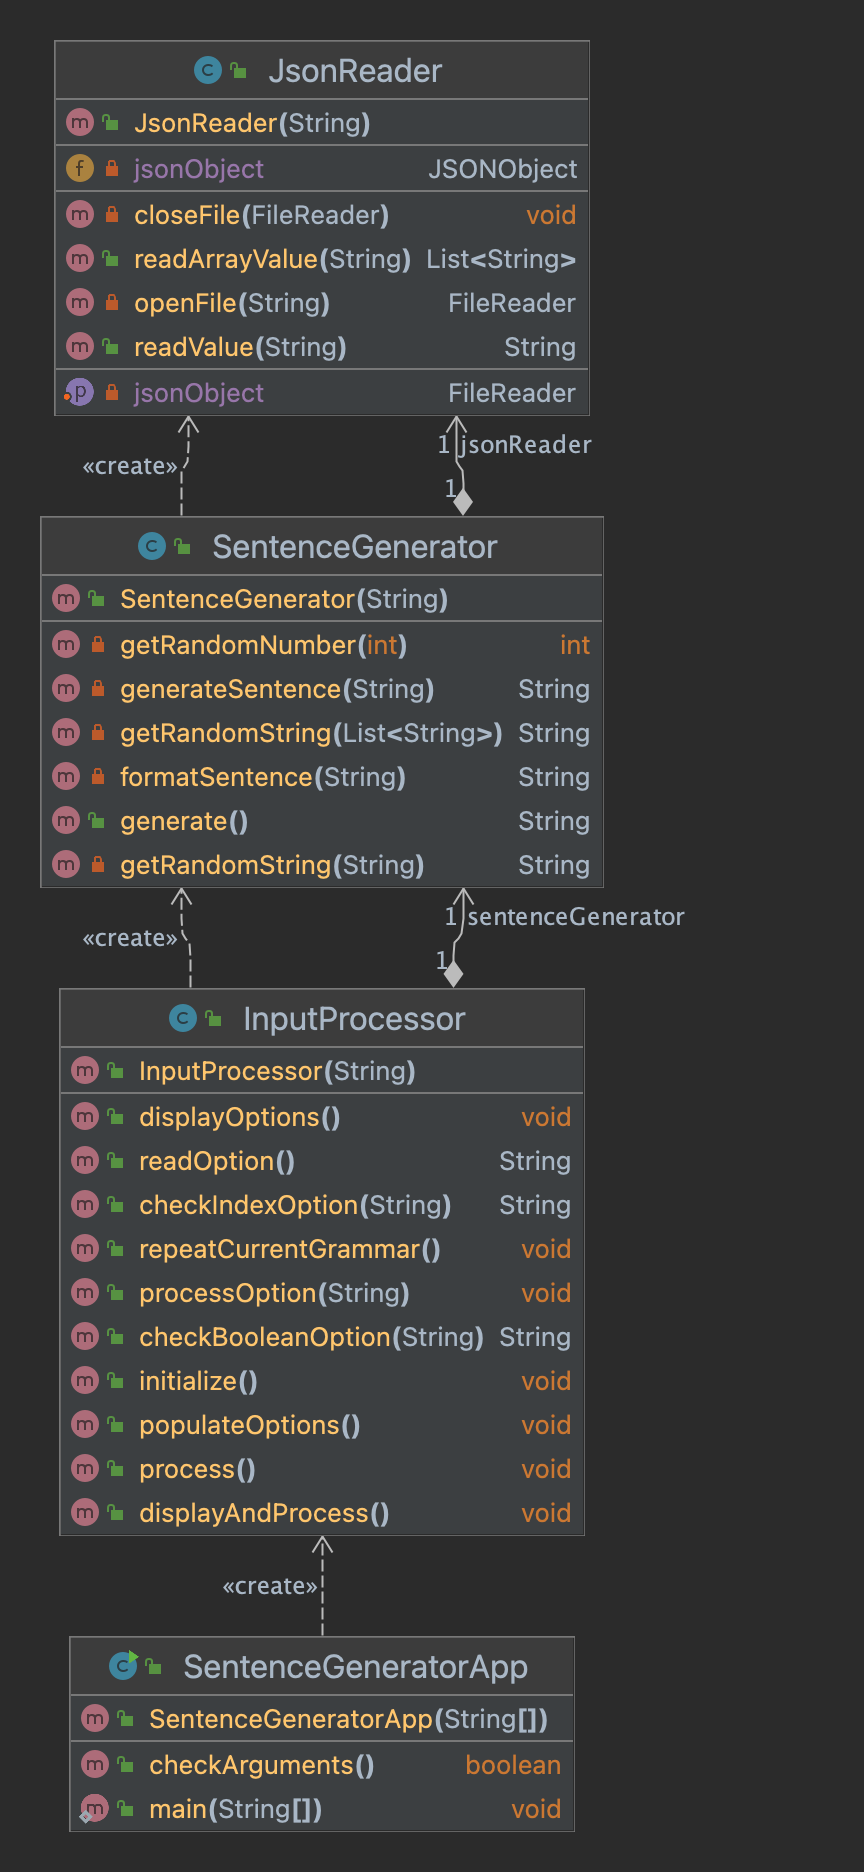 JsonReader
JsonReader(String)
jsonObject JSONObject
closeFile(FileReader) void
readArrayValue(String) List<String>
openFile(String) FileReader
readValue(String) String
jsonObject FileReader
1 jsonReader
«create»
1
SentenceGenerator
SentenceGenerator(String)
getRandomNumber(int) int
generateSentence(String) String
getRandomString(List<String>) String
formatSentence(String) String
generate() String
getRandomString(String) String
1 sentenceGenerator
«create»
1
InputProcessor
InputProcessor(String)
displayOptions() void
readOption() String
checkIndexOption(String) String
repeatCurrentGrammar() void
processOption(String) void
checkBooleanOption(String) String
initialize() void
populateOptions() void
process() void
displayAndProcess() void
«create»
SentenceGeneratorApp
SentenceGeneratorApp(String[])
checkArguments() boolean
main(String[]) void